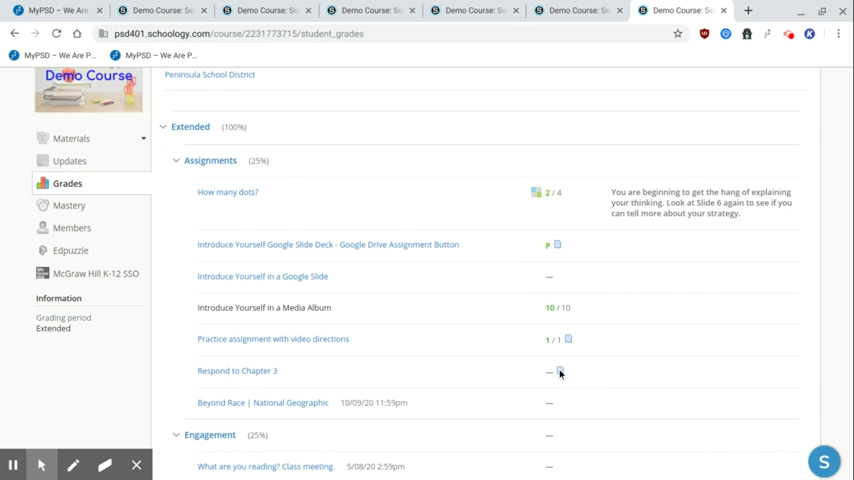 MyPSD – We Are
Demo Course: Se
Demo Course: Se
Demo Course: Se
Demo Course: Se
Demo Course: Se
Demo Course: Se
psd401.schoology.com/course/2231773715/student_grades
MyPSD – We Are P...
MyPSD – We Are P...
Demo Course
Peninsula School District
Materials
Updates
Grades
Mastery
Members
Edpuzzle
McGraw Hill K-12 SSO
Information
Grading period
Extended
Extended (100%)
Assignments (25%)
How many dots? 2 / 4
You are beginning to get the hang of explaining
your thinking. Look at Slide 6 again to see if you
can tell more about your strategy.
Introduce Yourself Google Slide Deck - Google Drive Assignment Button P
Introduce Yourself in a Google Slide —
Introduce Yourself in a Media Album 10 / 10
Practice assignment with video directions 1 / 1
Respond to Chapter 3 —
Beyond Race | National Geographic 10/09/20 11:59pm —
Engagement (25%) —
What are you reading? Class meeting. 5/08/20 2:59pm —